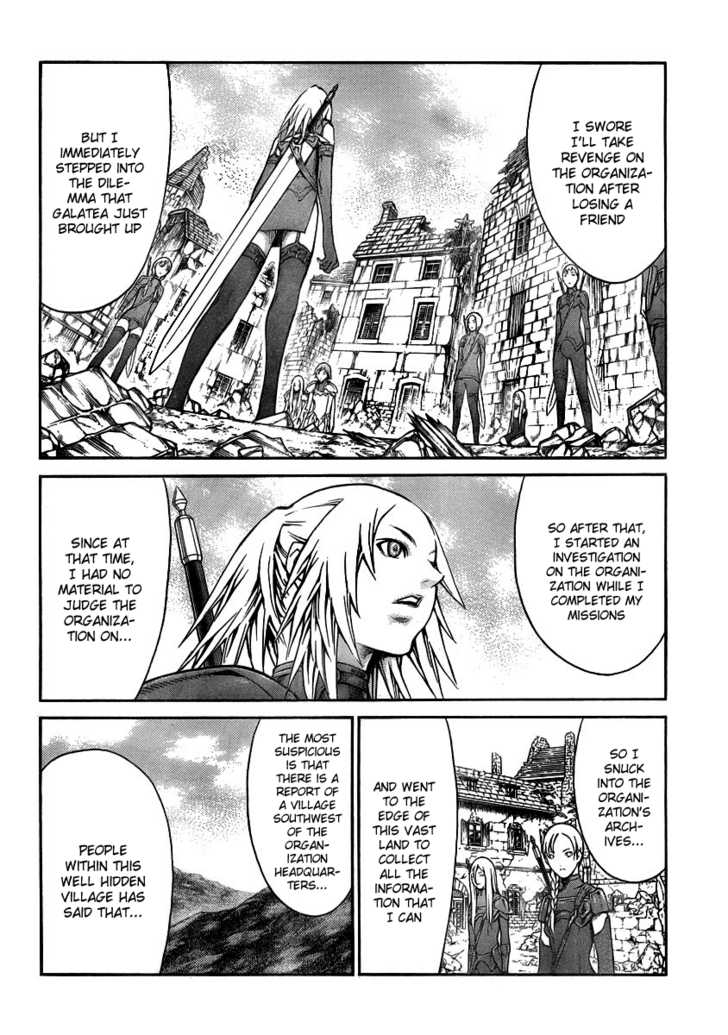 I SWORE
I'LL TAKE
REVENGE ON
THE ORGANIZA-
TION AFTER
LOSING A
FRIEND
BUT I
IMMEDIATELY
STEPPED INTO
THE DILE-
MMA THAT
GALATEA JUST
BROUGHT UP
SO AFTER THAT,
I STARTED AN
INVESTIGATION
ON THE ORGANI-
ZATION WHILE I
COMPLETED MY
MISSIONS
SINCE AT
THAT TIME,
I HAD NO
MATERIAL TO
JUDGE THE
ORGANIZA-
TION ON...
SO I
SNUCK
INTO THE
ORGANI-
ZATION'S
ARCH-
IVES...
AND WENT
TO THE
EDGE OF
THIS VAST
LAND TO
COLLECT
ALL THE
INFORMA-
TION THAT
I CAN
THE MOST
SUSPICIOUS
IS THAT
THERE IS A
REPORT OF
A VILLAGE
SOUTHWEST
OF THE
ORGAN-
IZATION
HEADQUAR-
TERS...
PEOPLE
WITHIN THIS
WELL HIDDEN
VILLAGE HAS
SAID THAT...